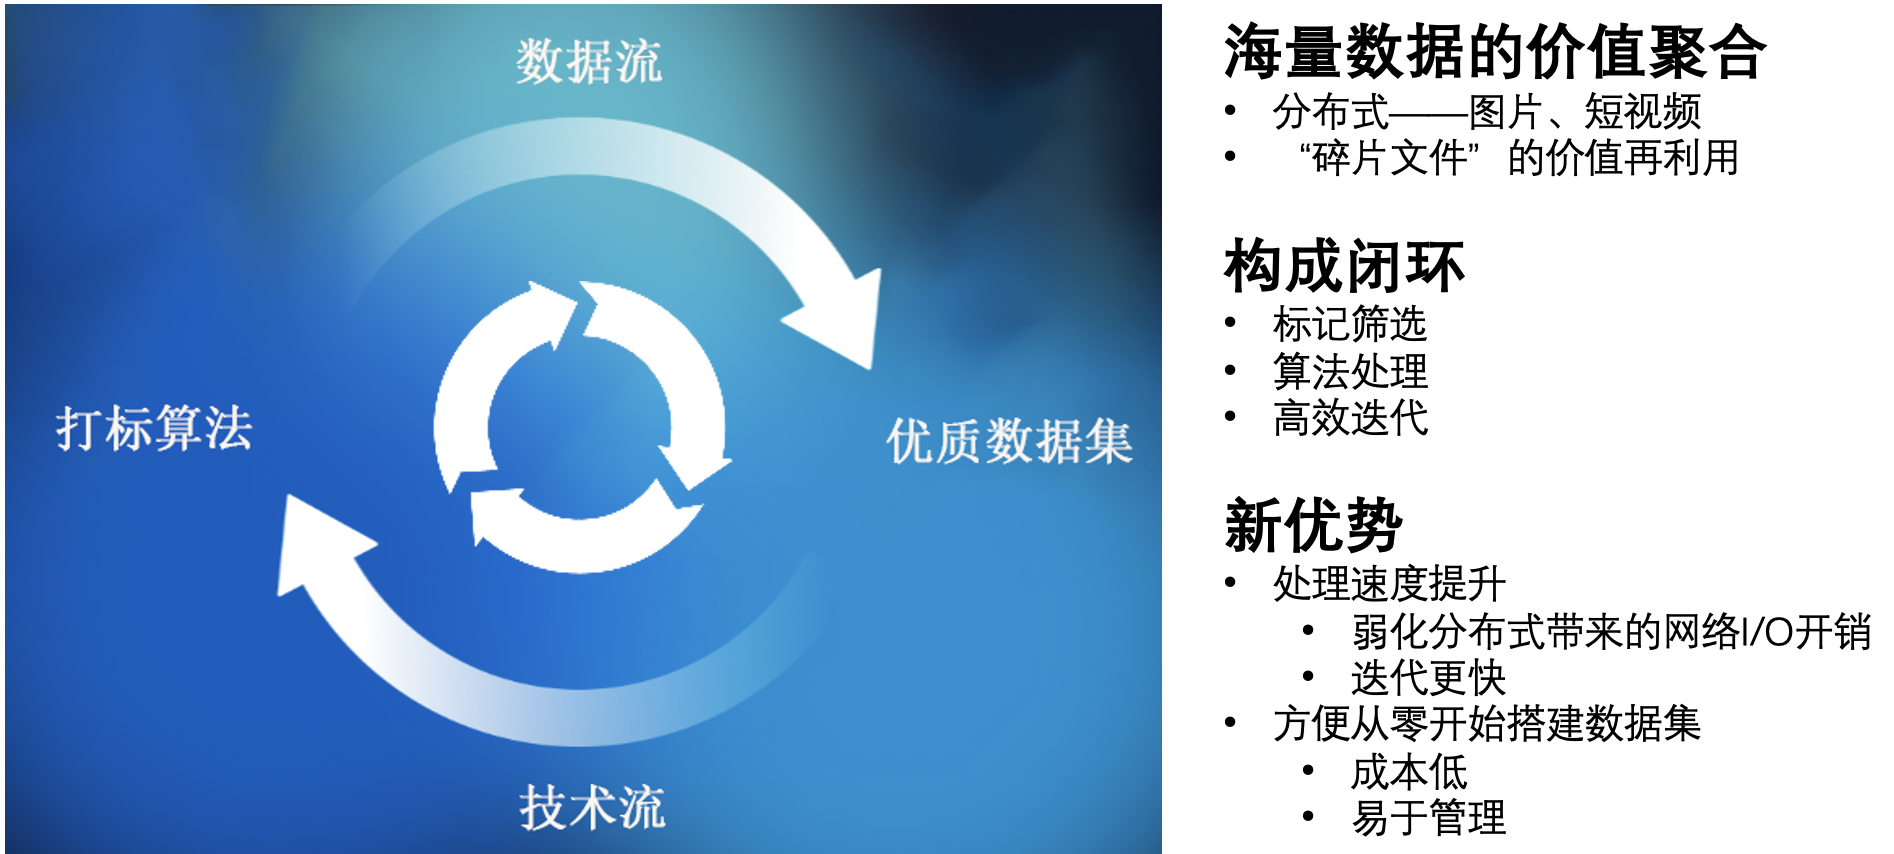 数据流
打标算法
优质数据集
技术流
海量数据的价值聚合
• 分布式——图片、短视频
• “碎片文件”的价值再利用
构成闭环
• 标记筛选
• 算法处理
• 高效迭代
新优势
• 处理速度提升
• 弱化分布式带来的网络I/O开销
• 迭代更快
• 方便从零开始搭建数据集
• 成本低
• 易于管理